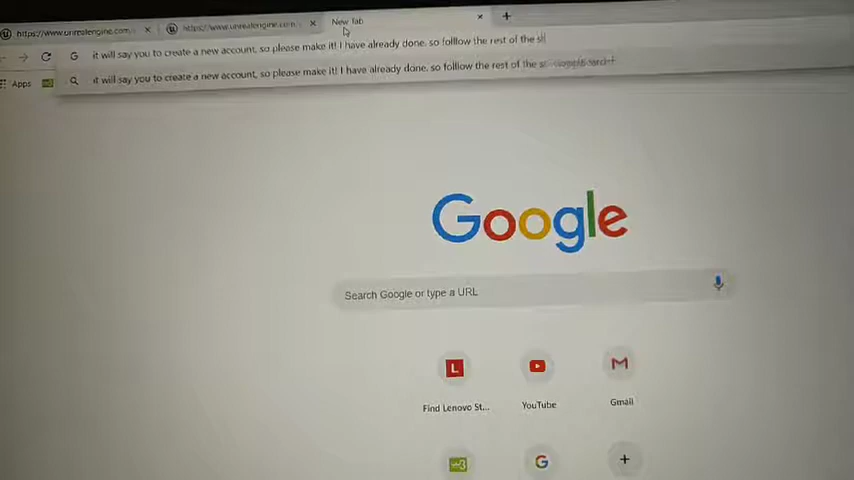 https://www.unrealengine.com
https://www.unrealengine.com
New Tab
it will say you to create a new account, so please make it! I have already done, so folllow the rest of the s
Apps
it will say you to create a new account, so please make it! I have already done, so folllow the rest of the
Google
Search Google or type a URL
L
Find Lenovo St...
YouTube
Gmail